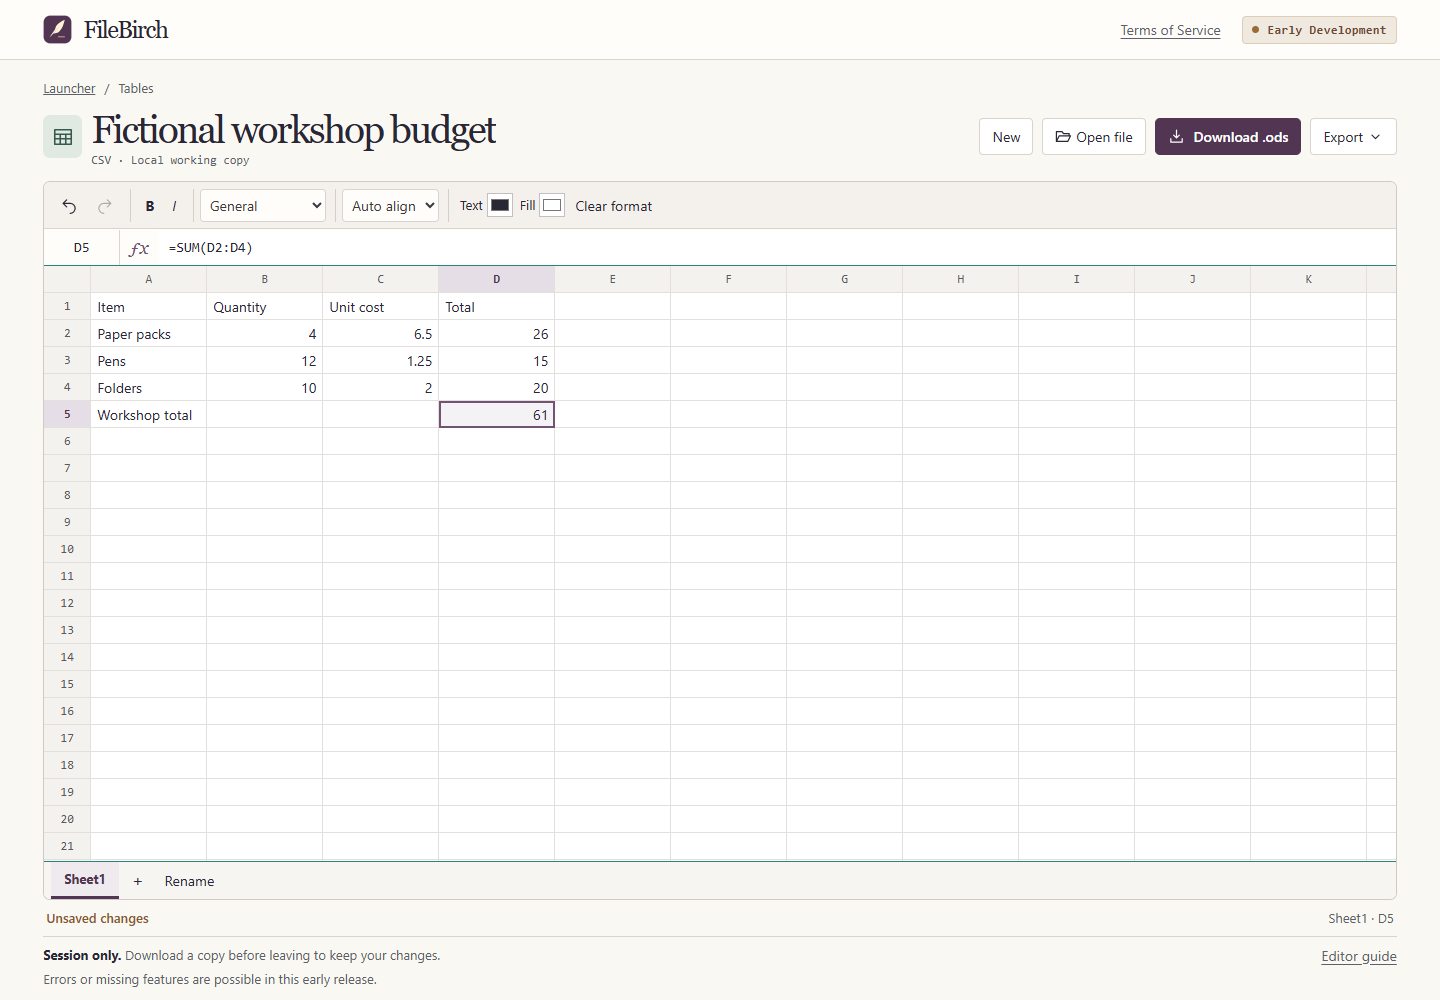 FileBirch
Terms of Service
Early Development
Launcher / Tables
Fictional workshop budget
CSV · Local working copy
New
Open file
Download .ods
Export
B I General Auto align Text Fill Clear format
D5 fx =SUM(D2:D4)
A B C D E F G H I J K
1 Item Quantity Unit cost Total
2 Paper packs 4 6.5 26
3 Pens 12 1.25 15
4 Folders 10 2 20
5 Workshop total 61
6
7
8
9
10
11
12
13
14
15
16
17
18
19
20
21
Sheet1 + Rename
Unsaved changes
Sheet1 · D5
Session only. Download a copy before leaving to keep your changes.
Editor guide
Errors or missing features are possible in this early release.